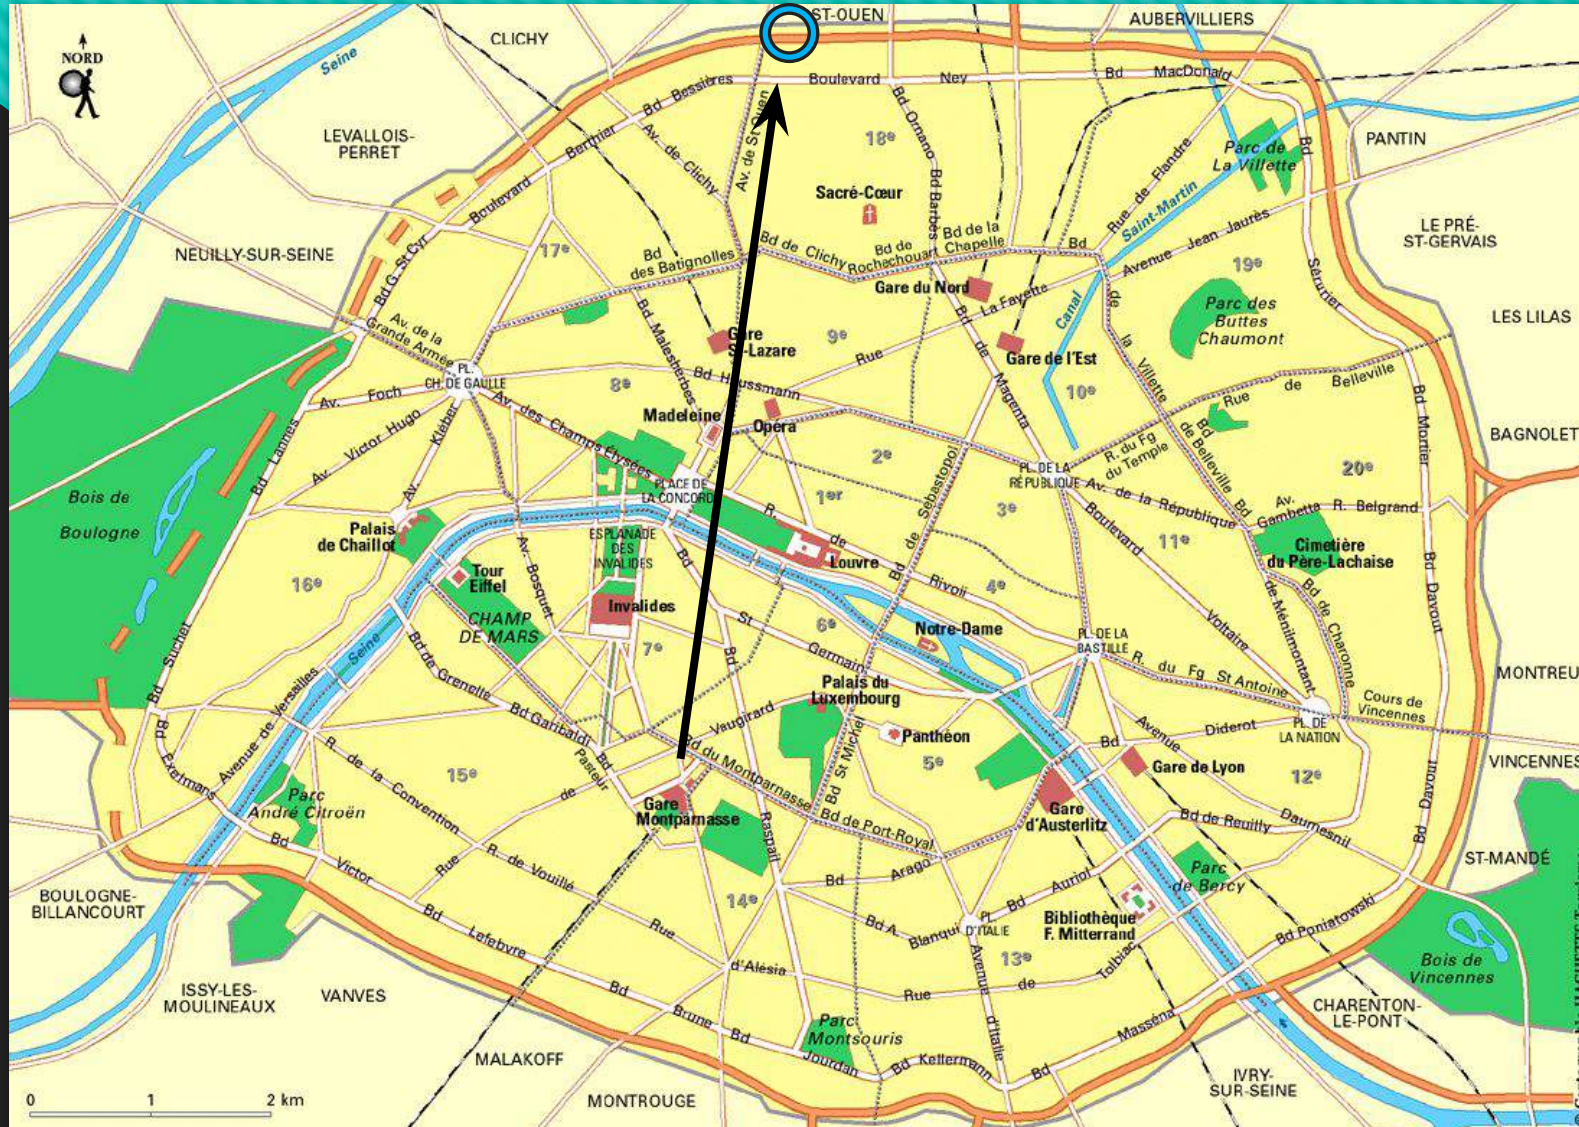 ST-OUEN
AUBERVILLIERS
CLICHY
NORD
Seine
Boulevard
Ney
Bd
MacDonald
Bd Bessières
LEVALLOIS-
PERRET
Berthier
Av. de St Ouen
Av. de Clichy
Bd Ornano
18e
Bd
PANTIN
Parc de
La Villette
Rue de Flandre
Boulevard
Sacré-Cœur
Bd Barbès
Saint-Martin
LE PRÉ-
ST-GERVAIS
NEUILLY-SUR-SEINE
Bd G. St Cyr
17e
Bd
des Batignolles
Bd de Clichy
Bd de
Rochechouart
Bd de la
Chapelle
Bd
Avenue Jean Jaurès
19e
Sérurier
Gare du Nord
La Fayette
Canal
de la Villette
Parc des
Buttes
Chaumont
LES LILAS
Av. de la
Grande Armée
Bd Malesherbes
Gare
St-Lazare
9e
Rue
Bd de Magenta
Gare de l'Est
10e
PL.
CH. DE GAULLE
8e
Bd Haussmann
Rue de Belleville
Av. Foch
Av. Victor Hugo
Av. Kléber
Av. des Champs Élysées
Madeleine
Opéra
Bd Lannes
Bd Mortier
BAGNOLET
R. du Fg
du Temple
Bd
de Belleville
2e
PL. DE LA
RÉPUBLIQUE
20e
Bois de
Boulogne
PLACE DE
LA CONCORDE
1er
Bd de Sebastopol
3e
Av. de la République
Bd
Av.
Gambetta
R. Belgrand
Palais
de Chaillot
ESPLANADE
DES
INVALIDES
R. de Rivoli
Louvre
Boulevard
Voltaire
11e
Cimetière
du Père-Lachaise
16e
Tour
Eiffel
Av. Bosquet
Bd
St
Germain
4e
de Ménilmontant
Bd de Charonne
Bd Davout
Invalides
CHAMP
DE MARS
7e
6e
Notre-Dame
PL. DE LA
BASTILLE
Bd Suchet
Seine
Bd de Grenelle
Bd
Raspail
Palais du
Luxembourg
R. du Fg St Antoine
Cours de
Vincennes
MONTREU
Avenue de Versailles
Bd Garibaldi
Vaugirard
Panthéon
Bd Diderot
PL. DE
LA NATION
Bd
Exelmans
R. de la Convention
Bd
Pasteur
Bd du Montparnasse
Bd St Michel
5e
Avenue
Daumesnil
Gare de Lyon
12e
VINCENNES
15e
Parc
André Citroën
Rue de
Gare
Montparnasse
Bd de Port-Royal
Gare
d'Austerlitz
Bd de Reuilly
Bd Davout
Bd
Victor
R. de Vouillé
Bd
Arago
Bd
Auriol
Parc
de Bercy
ST-MANDÉ
BOULOGNE-
BILLANCOURT
Bd
Lefebvre
Rue
d'Alésia
14e
Bd A.
Blanqui
PL.
D'ITALIE
Bibliothèque
F. Mitterrand
Bd Poniatowski
13e
Rue
de
Tolbiac
Bois de
Vincennes
ISSY-LES-
MOULINEAUX
VANVES
Bd
Brune
Bd
Jourdan
Parc
Montsouris
Avenue
d'Italie
Bd Kellermann
Bd
Masséna
CHARENTON-
LE-PONT
MALAKOFF
MONTROUGE
IVRY-
SUR-SEINE
0 1 2 km